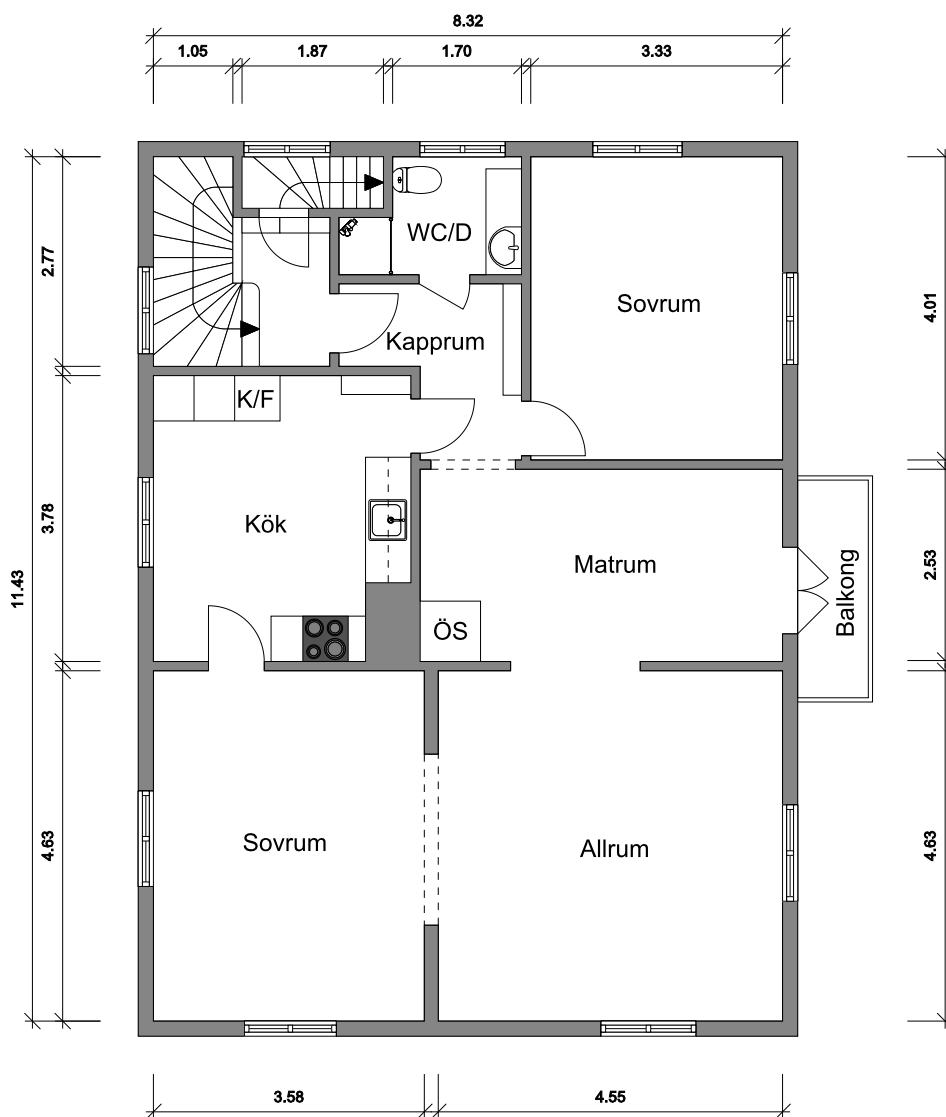 8.32
1.05 1.87 1.70 3.33
WC/D
2.77
Sovrum
4.01
Kapprum
K/F
3.78
Kök
Matrum
2.53
11.43
Balkong
ÖS
4.63
Sovrum
Allrum
4.63
3.58 4.55